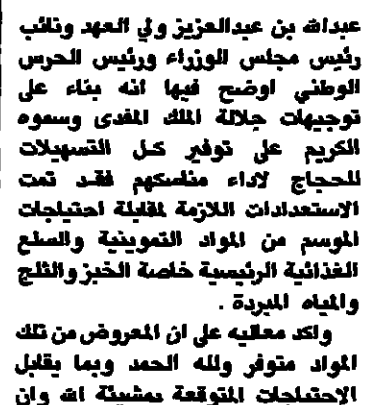 عبدالله بن عبدالعزيز ولي العهد ونائب
رئيس مجلس الوزراء ورئيس الحرس
الوطني اوضح فيها انه بناء على
توجيهات جلالة الملك المفدى وسموه
الكريم على توفير كل التسهيلات
للحجاج لاداء مناسكهم فقد تمت
الاستعدادات اللازمة لمقابلة احتياجات
الموسم من المواد التموينية والسلع
الغذائية الرئيسية خاصة الخبز والثلج
والمياه المبردة .
واكد معاليه على ان المعروض من تلك
المواد متوفر ولله الحمد وبما يقابل
الاحتياجات المتوقعة بمشيئة الله وان